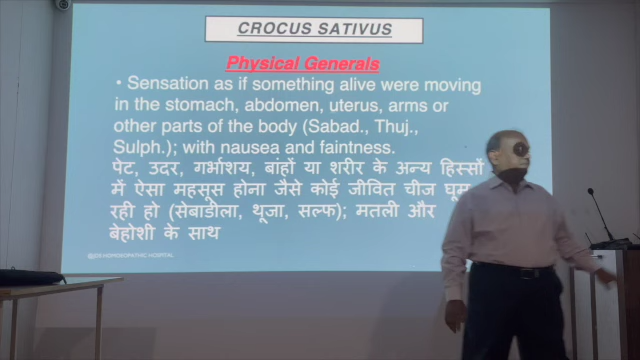 CROCUS SATIVUS
Physical Generals
• Sensation as if something alive were moving
in the stomach, abdomen, uterus, arms or
other parts of the body (Sabad., Thuj.,
Sulph.); with nausea and faintness.
पेट, उदर, गर्भाशय, बांहों या शरीर के अन्य हिस्सों
में ऐसा महसूस होना जैसे कोई जीवित चीज घूम
रही हो (सेबाडीला, थूजा, सल्फ); मतली और
बेहोशी के साथ
HOMOEOPATHIC HOSPITAL